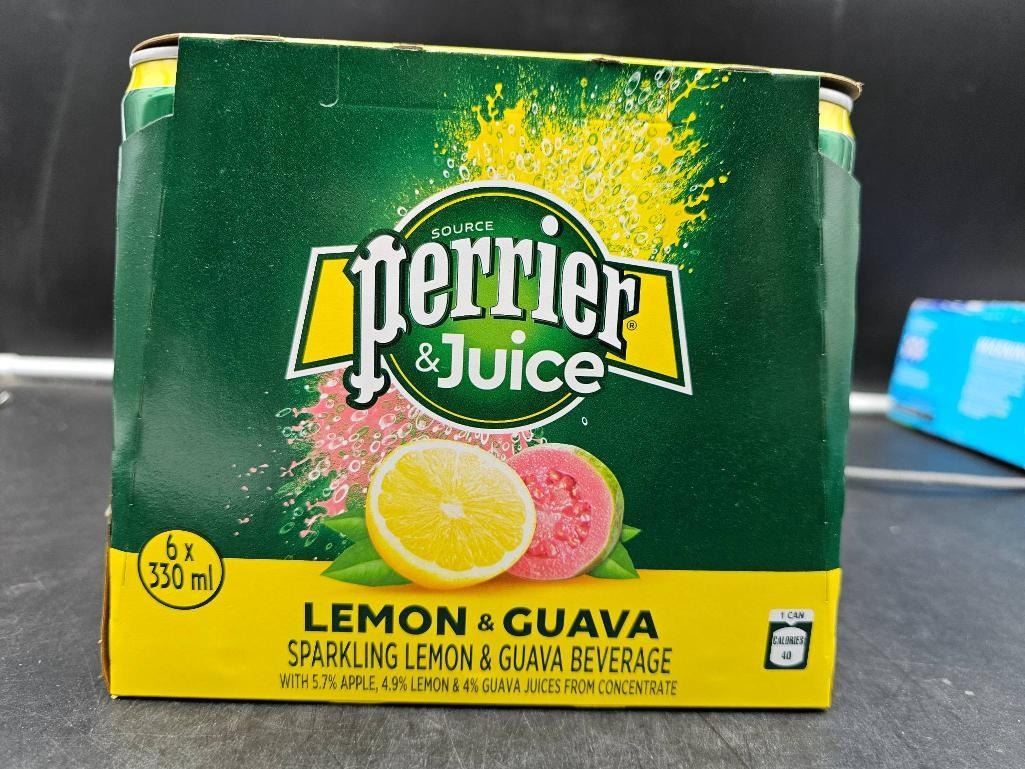 SOURCE
perrier®
&Juice
6 x
330 ml
LEMON & GUAVA
SPARKLING LEMON & GUAVA BEVERAGE
WITH 5.7% APPLE, 4.9% LEMON & 4% GUAVA JUICES FROM CONCENTRATE
1 CAN
CALORIES
40
WARNING